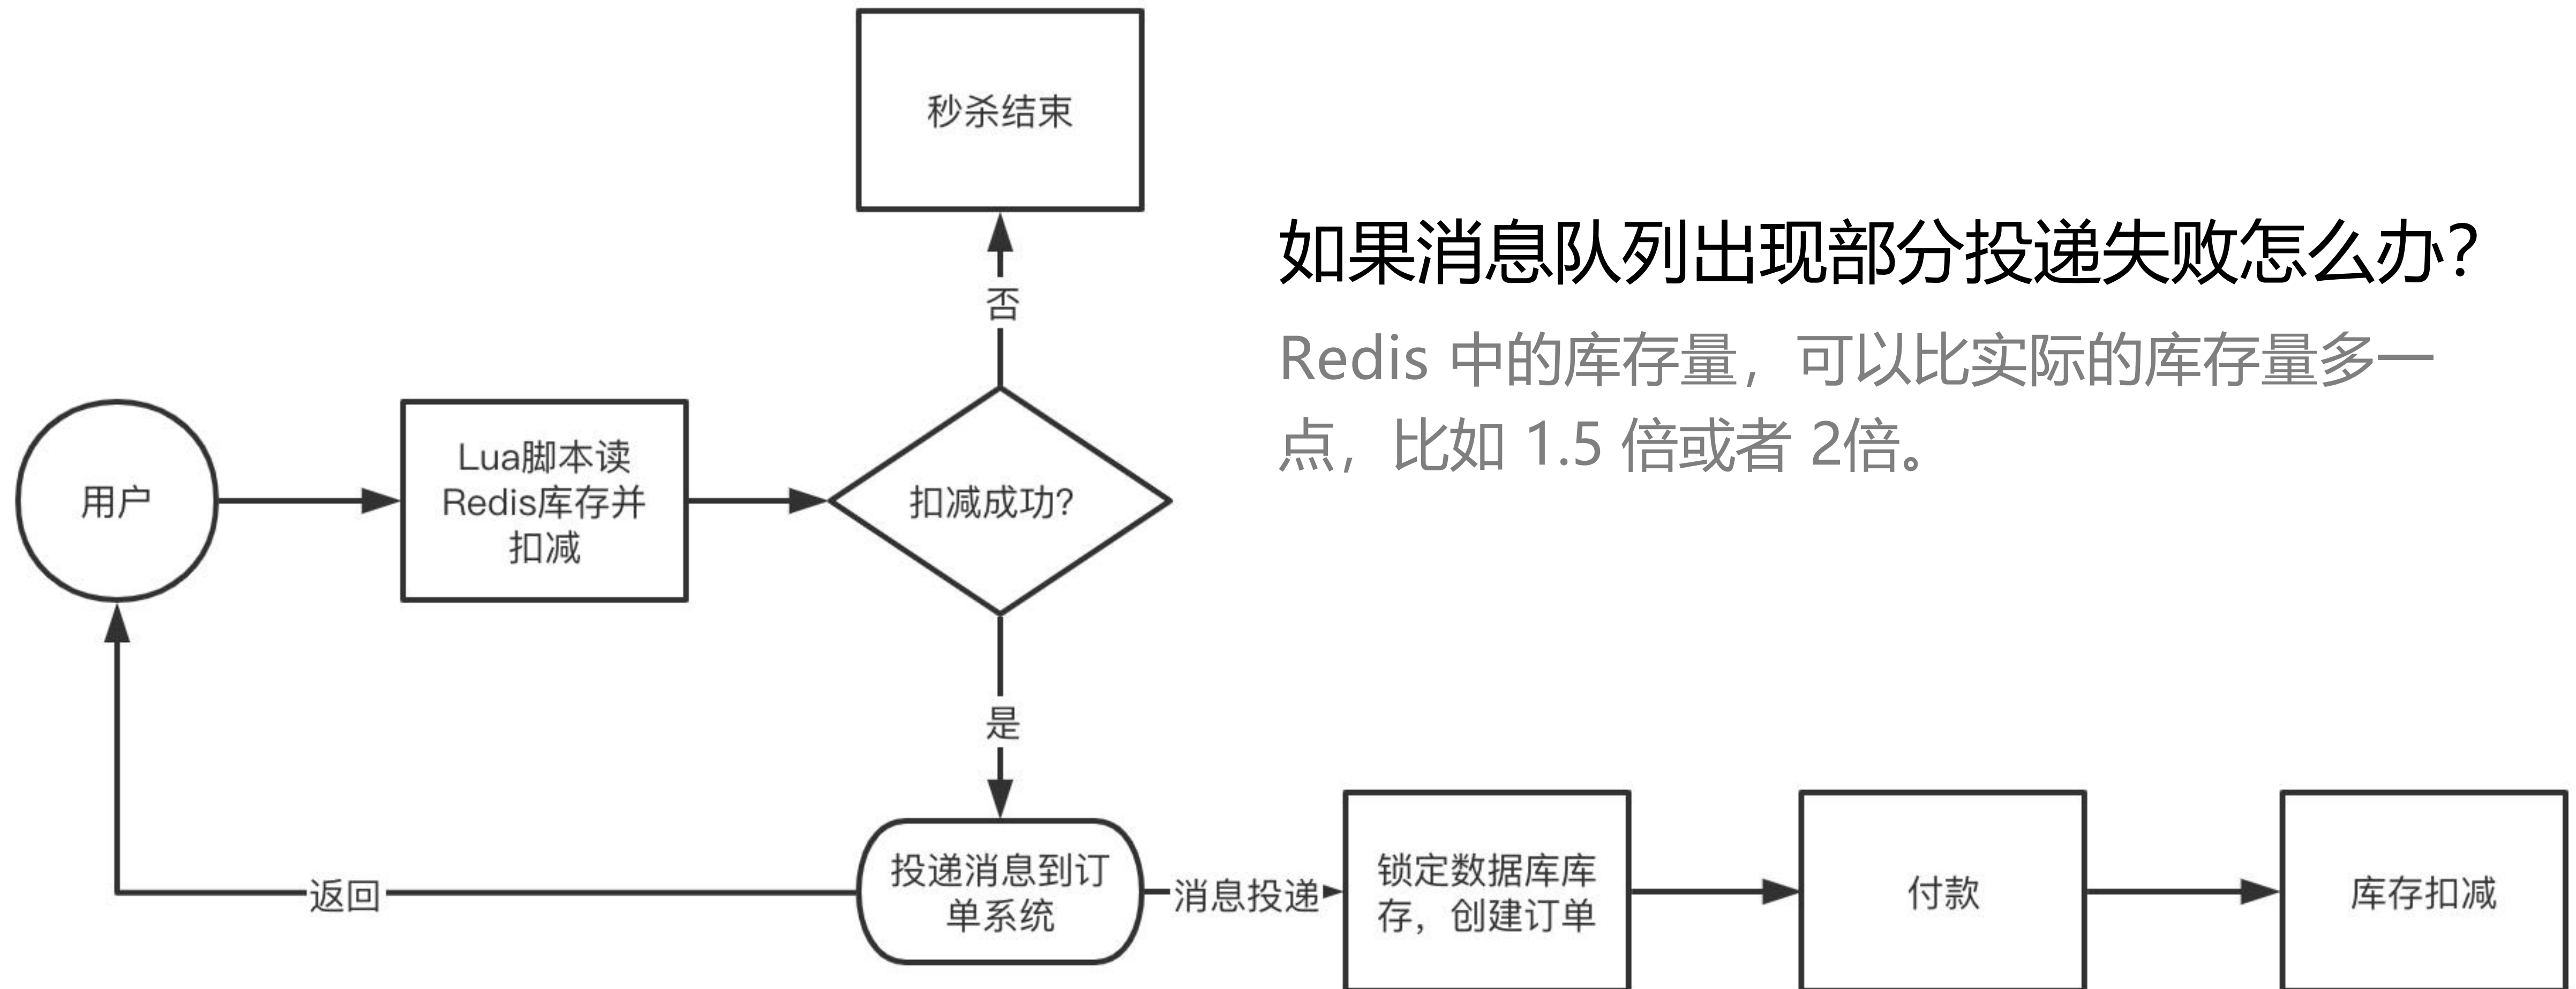 秒杀结束
如果消息队列出现部分投递失败怎么办?
否
Redis 中的库存量，可以比实际的库存量多一
点，比如 1.5 倍或者 2倍。
用户
Lua脚本读
Redis库存并
扣减
扣减成功?
是
返回
投递消息到订
单系统
消息投递
锁定数据库库
存，创建订单
付款
库存扣减